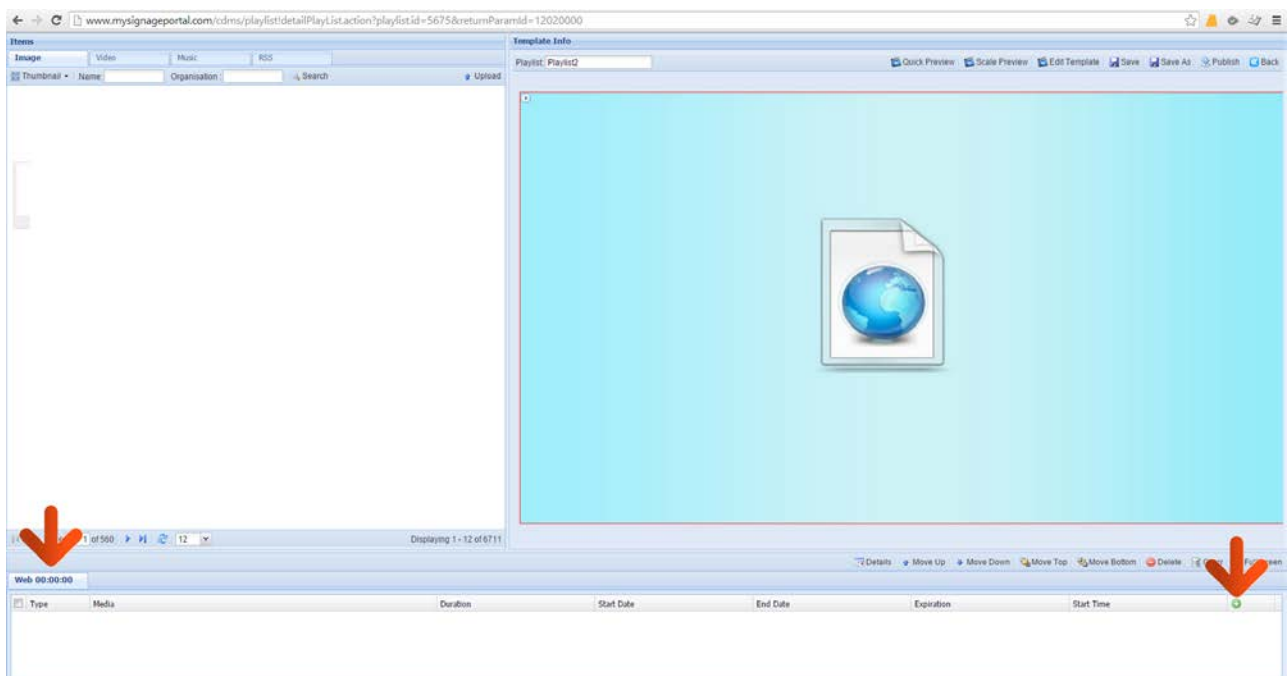 www.mysignageportal.com/cdms/playlist!detailPlayList.action?playlist.id=5675&returnParamId=12020000
Items
Template Info
Image Video Music RSS
Playlist: Playlist2 Quick Preview Scale Preview Edit Template Save Save As Publish Back
Thumbnail Name: Organisation: Search Upload
1 of 560 12 Displaying 1 - 12 of 6711
Details Move Up Move Down Move Top Move Bottom Delete
Web 00:00:00
Type Media Duration Start Date End Date Expiration Start Time